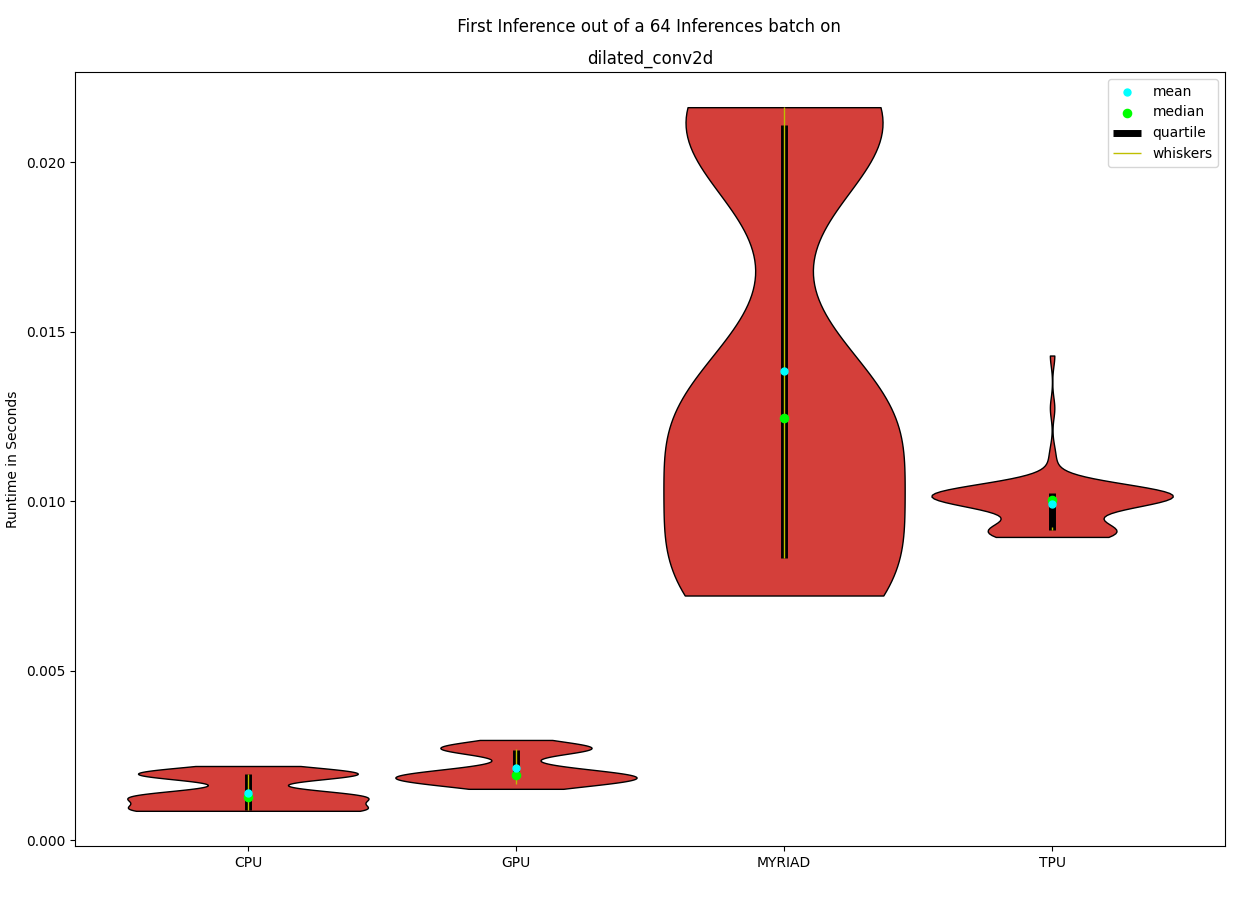 First Inference out of a 64 Inferences batch on
dilated_conv2d
mean
median
quartile
whiskers
Runtime in Seconds
0.020
0.015
0.010
0.005
0.000
CPU
GPU
MYRIAD
TPU